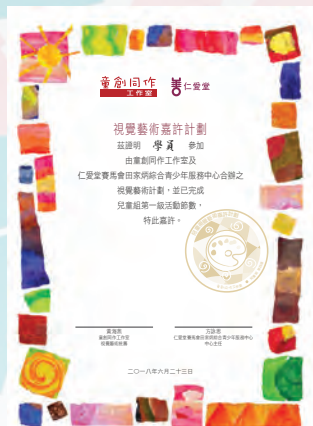 童創同作
工作室
仁愛堂
視覺藝術嘉許計劃
茲證明 學員 參加
由童創同作工作室及
仁愛堂賽馬會田家炳綜合青少年服務中心合辦之
視覺藝術計劃，並已完成
兒童組第一級活動節數，
特此嘉許。
童創同作工作室
仁愛堂賽馬會田家炳綜合青少年服務中心
中心主任
二〇一八年六月二十三日